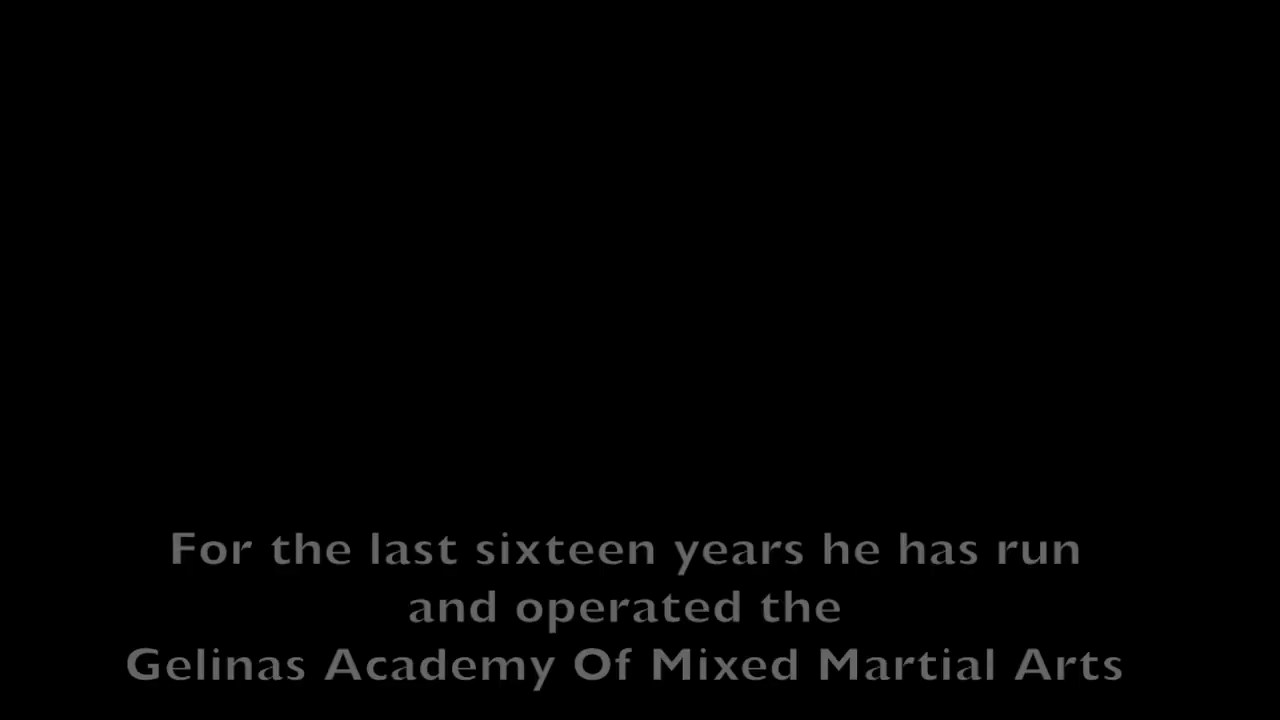 For the last sixteen years he has run
and operated the
Gelinas Academy Of Mixed Martial Arts